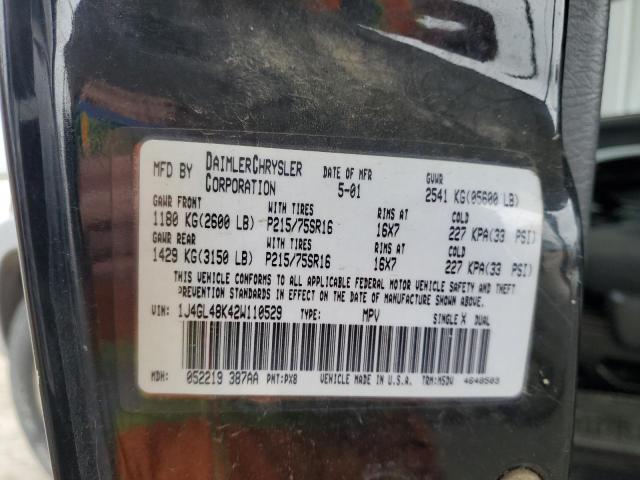 MFD BY DAIMLERCHRYSLER CORPORATION DATE OF MFR 5-01 GVWR 2541 KG(05600 LB)
GAWR FRONT WITH TIRES RIMS AT COLD
1180 KG(2600 LB) P215/75SR16 16X7 227 KPA(33 PSI)
GAWR REAR WITH TIRES RIMS AT COLD
1429 KG(3150 LB) P215/75SR16 16X7 227 KPA(33 PSI)
THIS VEHICLE CONFORMS TO ALL APPLICABLE FEDERAL MOTOR VEHICLE SAFETY AND THEFT
PREVENTION STANDARDS IN EFFECT ON THE DATE OF MANUFACTURE SHOWN ABOVE.
VIN: 1J4GL48K42W110529 TYPE: MPV SINGLE X DUAL
MDH: 052219 387AA PNT:PX8 VEHICLE MADE IN U.S.A. TRM:MSDV 4648503